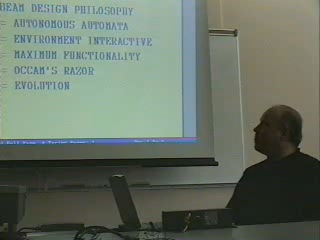 BEAM DESIGN PHILOSOPHY
= AUTONOMOUS AUTOMATA
= ENVIRONMENT INTERACTIVE
= MAXIMUM FUNCTIONALITY
= OCCAM'S RAZOR
= EVOLUTION